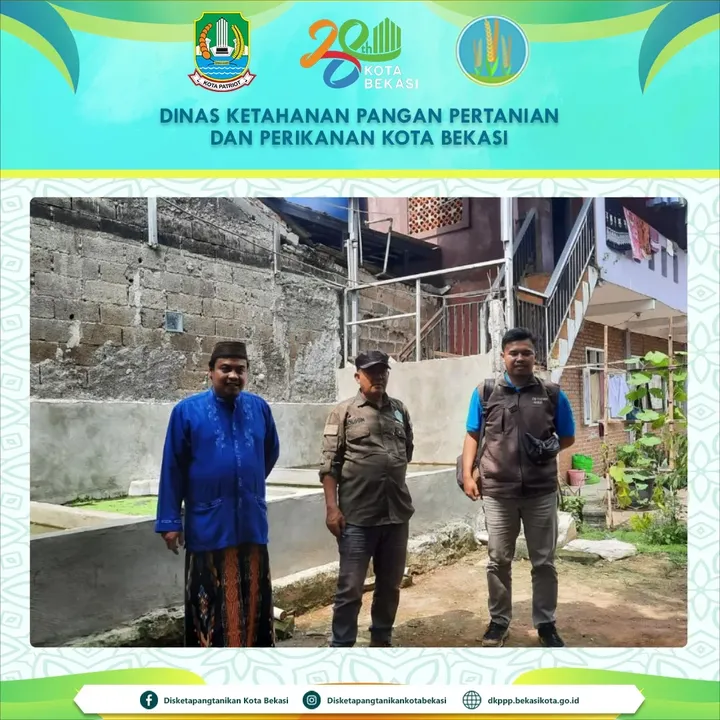 KOTA PATRIOT
28th
KOTA
BEKASI
DINAS KETAHANAN PANGAN PERTANIAN
DAN PERIKANAN KOTA BEKASI
Disketapangtanikan Kota Bekasi
Disketapangtanikankotabekasi
dkppp.bekasikota.go.id